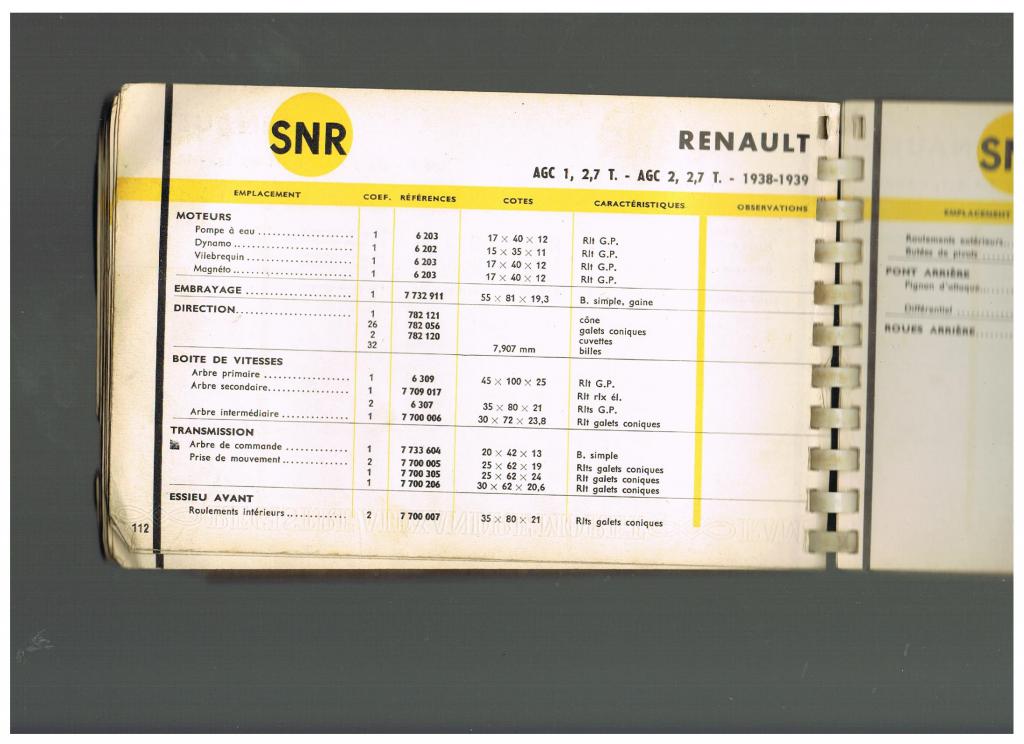 SNR
RENAULT
AGC 1, 2,7 T. - AGC 2, 2,7 T. - 1938-1939
EMPLACEMENT COEF. RÉFÉRENCES COTES CARACTÉRISTIQUES OBSERVATIONS
MOTEURS
Pompe à eau .................. 1 6 203 17 × 40 × 12 Rlt G.P.
Dynamo ....................... 1 6 202 15 × 35 × 11 Rlt G.P.
Vilebrequin .................... 1 6 203 17 × 40 × 12 Rlt G.P.
Magnéto ....................... 1 6 203 17 × 40 × 12 Rlt G.P.
EMBRAYAGE .................... 1 7 732 911 55 × 81 × 19,3 B. simple, gaine
DIRECTION ...................... 1 782 121 cône
26 782 056 galets coniques
2 782 120 cuvettes
32 7,907 mm billes
BOITE DE VITESSES
Arbre primaire ................. 1 6 309 45 × 100 × 25 Rlt G.P.
Arbre secondaire ............... 1 7 709 017 Rlt rlx él.
2 6 307 35 × 80 × 21 Rlts G.P.
Arbre intermédiaire ............. 1 7 700 006 30 × 72 × 23,8 Rlt galets coniques
TRANSMISSION
Arbre de commande ............ 1 7 733 604 20 × 42 × 13 B. simple
Prise de mouvement ............ 2 7 700 005 25 × 62 × 19 Rlts galets coniques
1 7 700 305 25 × 62 × 24 Rlt galets coniques
1 7 700 206 30 × 62 × 20,6 Rlt galets coniques
ESSIEU AVANT
Roulements intérieurs ........... 2 7 700 007 35 × 80 × 21 Rlts galets coniques
112
EMPLACEMENT
Roulements extérieurs...
Butées de pivots .........
PONT ARRIÈRE
Pignon d'attaque.......
Différentiel ............
ROUES ARRIÈRE.......